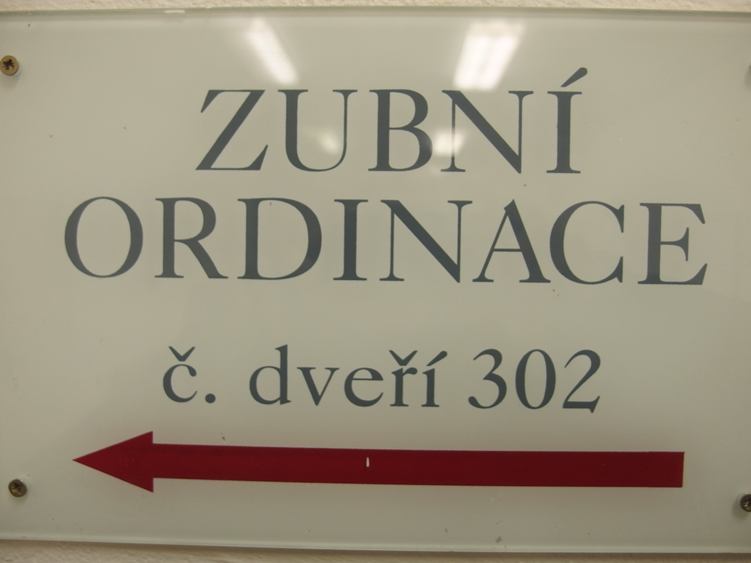 ZUBNÍ
ORDINACE
č. dveří 302